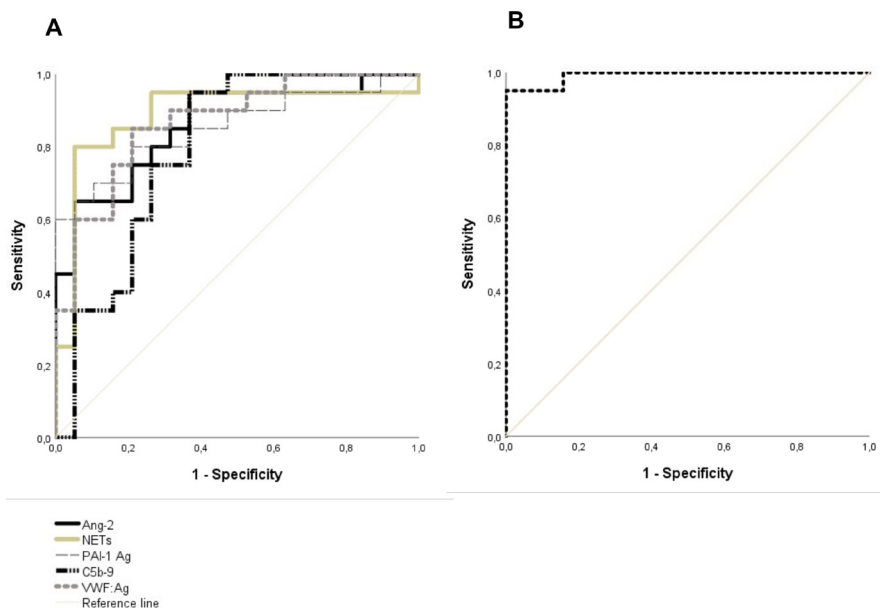 A
1,0
0,8
0,6
0,4
0,2
0,0
Sensitivity
0,0 0,2 0,4 0,6 0,8 1,0
1 - Specificity
B
1,0
0,8
0,6
0,4
0,2
0,0
Sensitivity
0,0 0,2 0,4 0,6 0,8 1,0
1 - Specificity
Ang-2
NETs
PAI-1 Ag
C5b-9
VWF:Ag
Reference line